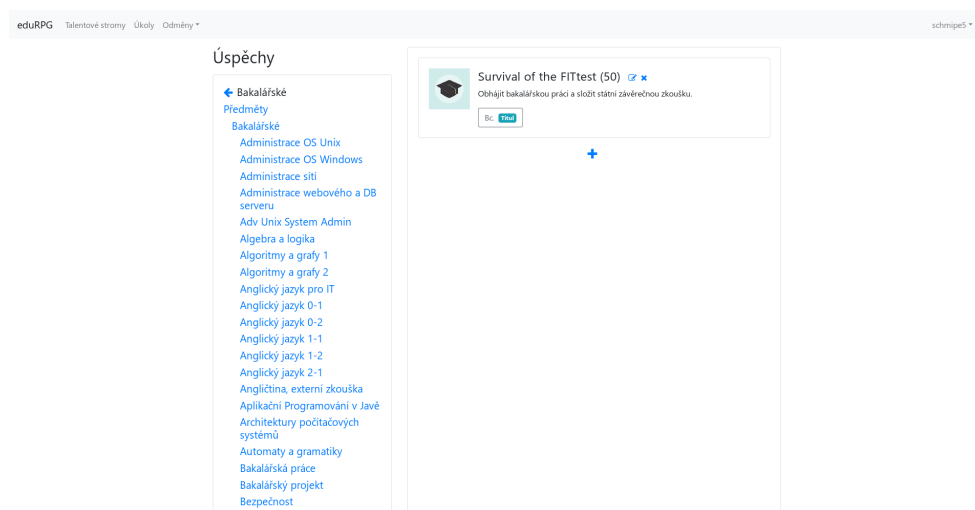 eduRPG Talentové stromy Úkoly Odměny schmipe5
Úspěchy
Bakalářské
Předměty
Bakalářské
Administrace OS Unix
Administrace OS Windows
Administrace sítí
Administrace webového a DB
serveru
Adv Unix System Admin
Algebra a logika
Algoritmy a grafy 1
Algoritmy a grafy 2
Anglický jazyk pro IT
Anglický jazyk 0-1
Anglický jazyk 0-2
Anglický jazyk 1-1
Anglický jazyk 1-2
Anglický jazyk 2-1
Angličtina, externí zkouška
Aplikační Programování v Javě
Architektury počítačových
systémů
Automaty a gramatiky
Bakalářská práce
Bakalářský projekt
Bezpečnost
Survival of the FITtest (50)
Obhájit bakalářskou práci a složit státní závěrečnou zkoušku.
Bc. Titul